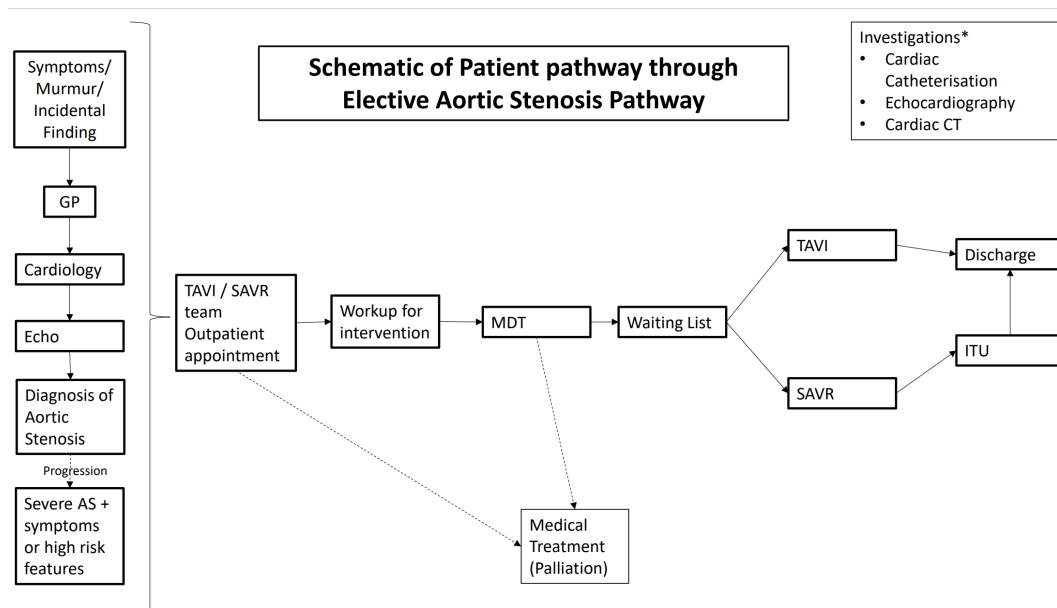 Schematic of Patient pathway through
Elective Aortic Stenosis Pathway
Investigations*
• Cardiac
Catheterisation
• Echocardiography
• Cardiac CT
Symptoms/
Murmur/
Incidental
Finding
GP
Cardiology
Echo
Diagnosis of
Aortic
Stenosis
Progression
Severe AS +
symptoms
or high risk
features
TAVI / SAVR
team
Outpatient
appointment
Workup for
intervention
MDT
Waiting List
TAVI
SAVR
Discharge
ITU
Medical
Treatment
(Palliation)